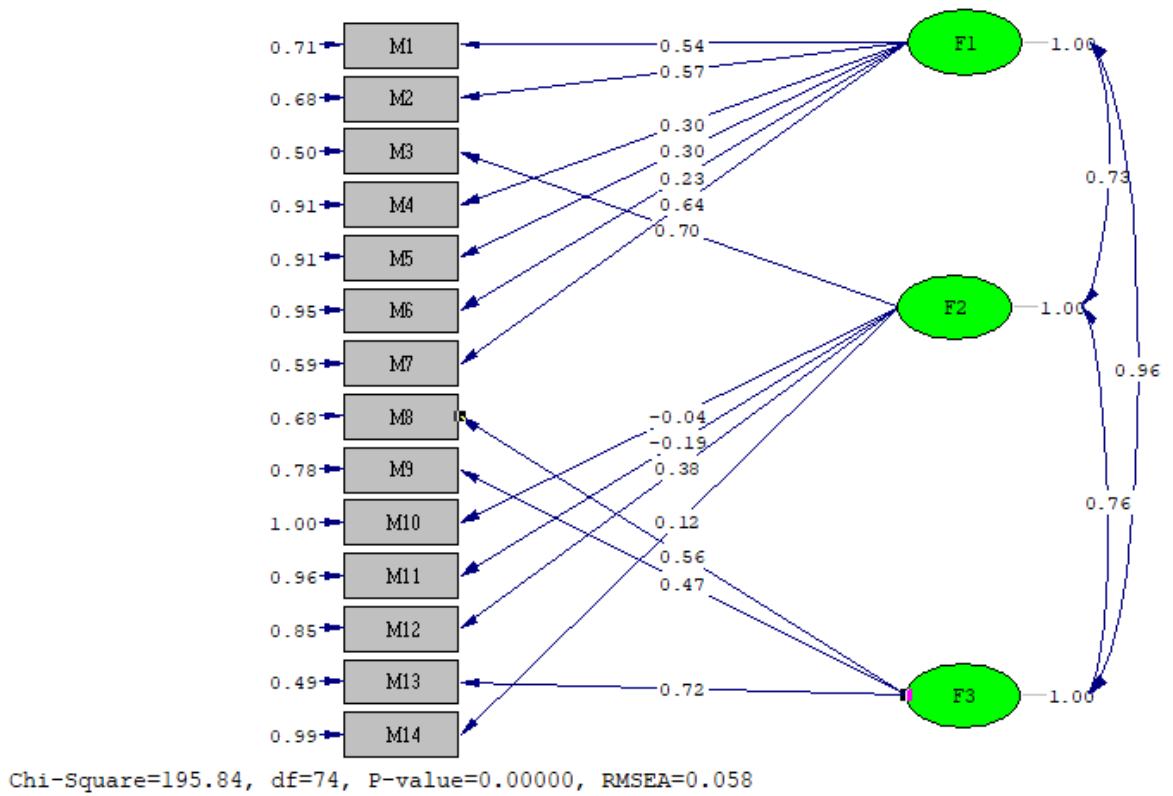 0.71 M1 0.54 F1 1.00
0.57
0.68 M2
0.30
0.50 M3 0.30
0.23 0.73
0.91 M4 0.64
0.70
0.91 M5
0.95 M6 F2 1.00
0.59 M7 0.96
0.68 M8 -0.04
-0.19
0.78 M9 0.38
1.00 M10 0.12 0.76
0.56
0.96 M11 0.47
0.85 M12
0.49 M13 0.72 F3 1.00
0.99 M14
Chi-Square=195.84, df=74, P-value=0.00000, RMSEA=0.058